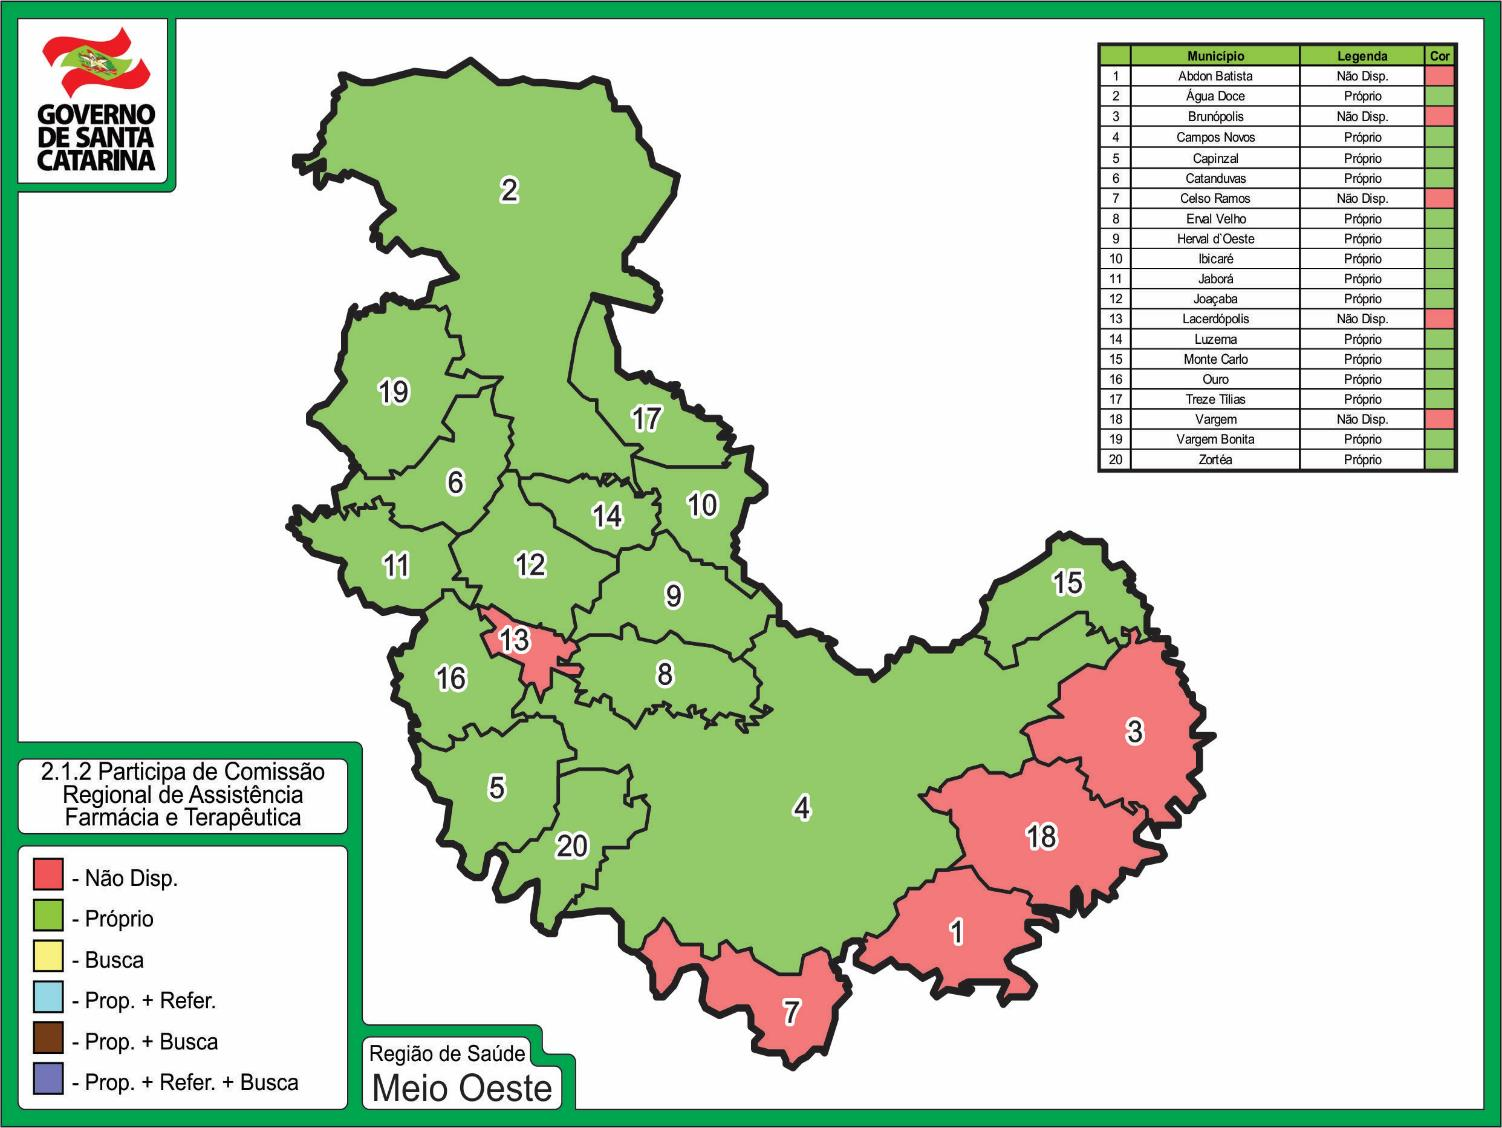 GOVERNO
DE SANTA
CATARINA
Município Legenda Cor
1 Abdon Batista Não Disp.
2 Água Doce Próprio
3 Brunópolis Não Disp.
4 Campos Novos Próprio
5 Capinzal Próprio
6 Catanduvas Próprio
7 Celso Ramos Não Disp.
8 Erval Velho Próprio
9 Herval d`Oeste Próprio
10 Ibicaré Próprio
11 Jaborá Próprio
12 Joaçaba Próprio
13 Lacerdópolis Não Disp.
14 Luzerna Próprio
15 Monte Carlo Próprio
16 Ouro Próprio
17 Treze Tílias Próprio
18 Vargem Não Disp.
19 Vargem Bonita Próprio
20 Zortéa Próprio
2
19
17
6
10
14
11
12
15
9
13
8
16
3
5
4
18
20
1
7
2.1.2 Participa de Comissão
Regional de Assistência
Farmácia e Terapêutica
- Não Disp.
- Próprio
- Busca
- Prop. + Refer.
- Prop. + Busca
- Prop. + Refer. + Busca
Região de Saúde
Meio Oeste